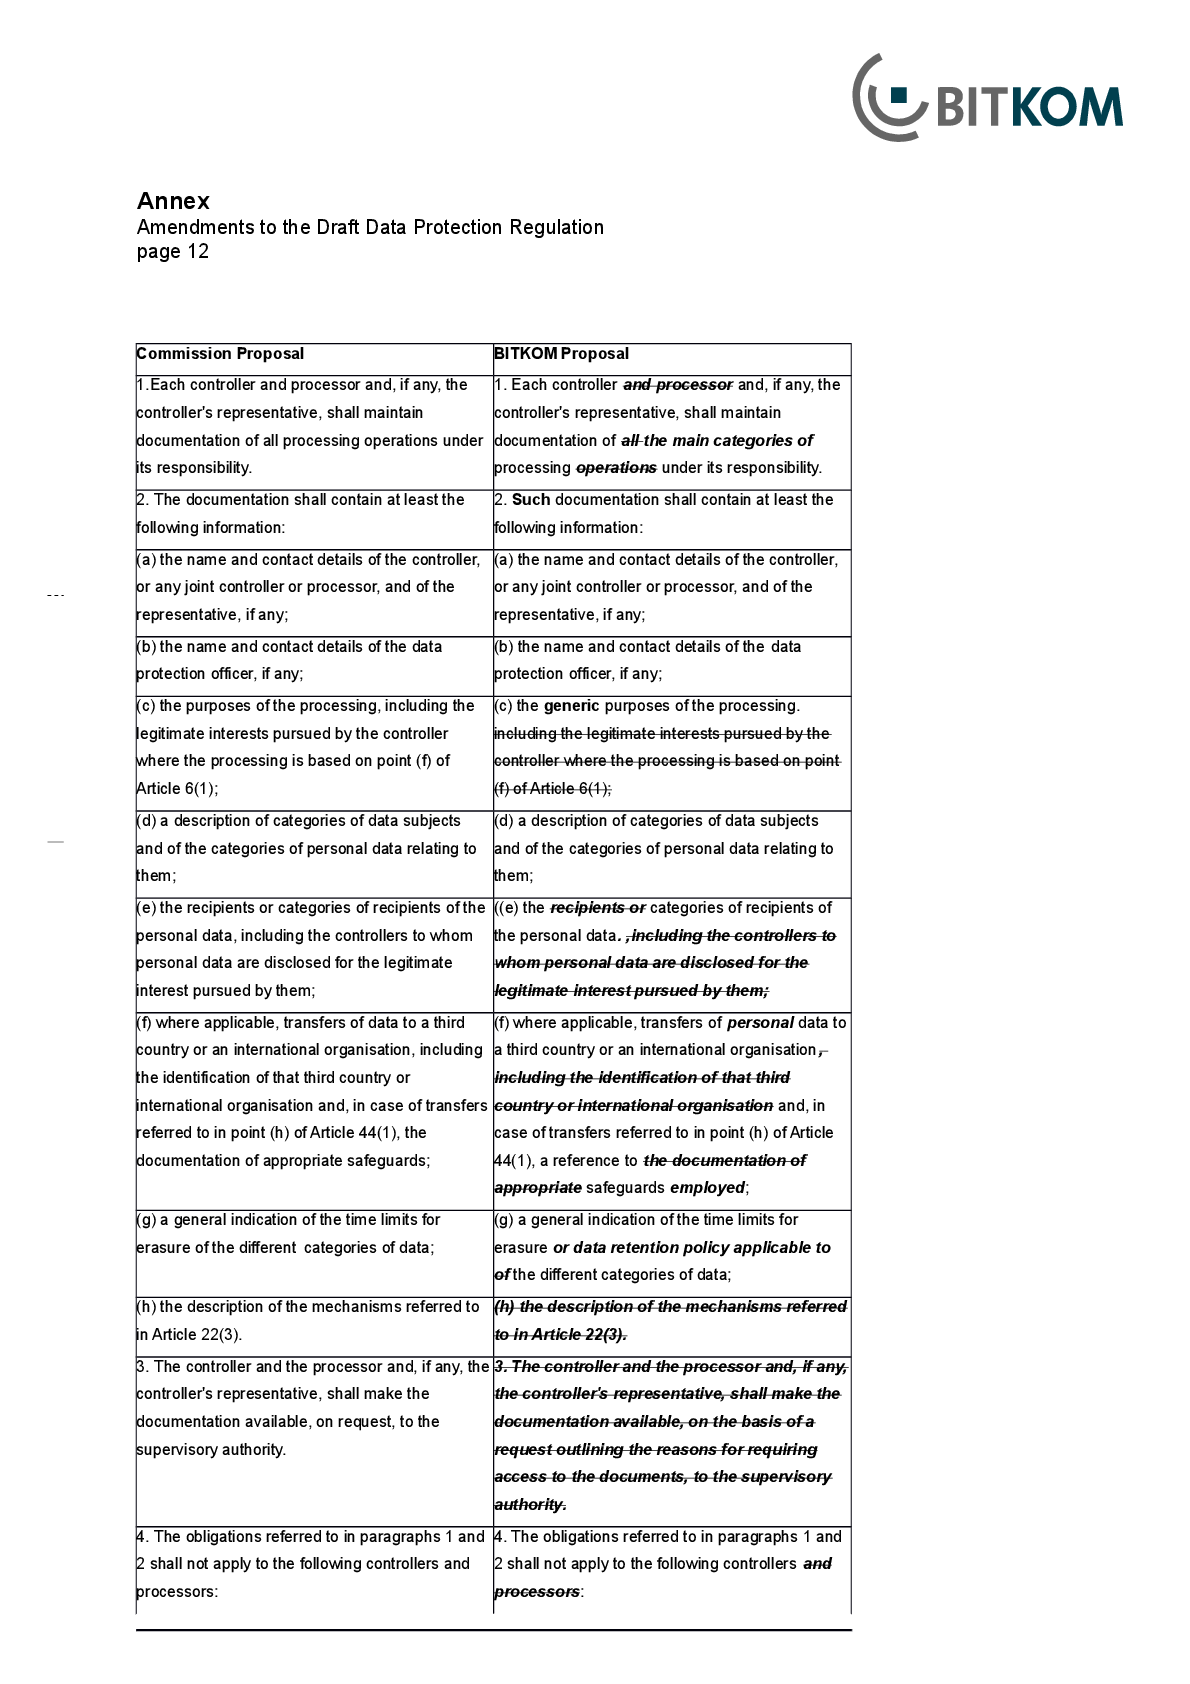 BITKOM
Annex
Amendments to the Draft Data Protection Regulation
page 12
Commission Proposal
BITKOM Proposal
1.Each controller and processor and, if any, the
controller's representative, shall maintain
documentation of all processing operations under
its responsibility.
1. Each controller and processor and, if any, the
controller's representative, shall maintain
documentation of all the main categories of
processing operations under its responsibility.
2. The documentation shall contain at least the
following information:
2. Such documentation shall contain at least the
following information:
(a) the name and contact details of the controller,
or any joint controller or processor, and of the
representative, if any;
(a) the name and contact details of the controller,
or any joint controller or processor, and of the
representative, if any;
(b) the name and contact details of the data
protection officer, if any;
(b) the name and contact details of the data
protection officer, if any;
(c) the purposes of the processing, including the
legitimate interests pursued by the controller
where the processing is based on point (f) of
Article 6(1);
(c) the generic purposes of the processing.
including the legitimate interests pursued by the
controller where the processing is based on point
(f) of Article 6(1);
(d) a description of categories of data subjects
and of the categories of personal data relating to
them;
(d) a description of categories of data subjects
and of the categories of personal data relating to
them;
(e) the recipients or categories of recipients of the
personal data, including the controllers to whom
personal data are disclosed for the legitimate
interest pursued by them;
((e) the recipients or categories of recipients of
the personal data. ,including the controllers to
whom personal data are disclosed for the
legitimate interest pursued by them;
(f) where applicable, transfers of data to a third
country or an international organisation, including
the identification of that third country or
international organisation and, in case of transfers
referred to in point (h) of Article 44(1), the
documentation of appropriate safeguards;
(f) where applicable, transfers of personal data to
a third country or an international organisation,
including the identification of that third
country or international organisation and, in
case of transfers referred to in point (h) of Article
44(1), a reference to the documentation of
appropriate safeguards employed;
(g) a general indication of the time limits for
erasure of the different categories of data;
(g) a general indication of the time limits for
erasure or data retention policy applicable to
of the different categories of data;
(h) the description of the mechanisms referred to
in Article 22(3).
(h) the description of the mechanisms referred
to in Article 22(3).
3. The controller and the processor and, if any, the
controller's representative, shall make the
documentation available, on request, to the
supervisory authority.
3. The controller and the processor and, if any,
the controller's representative, shall make the
documentation available, on the basis of a
request outlining the reasons for requiring
access to the documents, to the supervisory
authority.
4. The obligations referred to in paragraphs 1 and
2 shall not apply to the following controllers and
processors:
4. The obligations referred to in paragraphs 1 and
2 shall not apply to the following controllers and
processors: